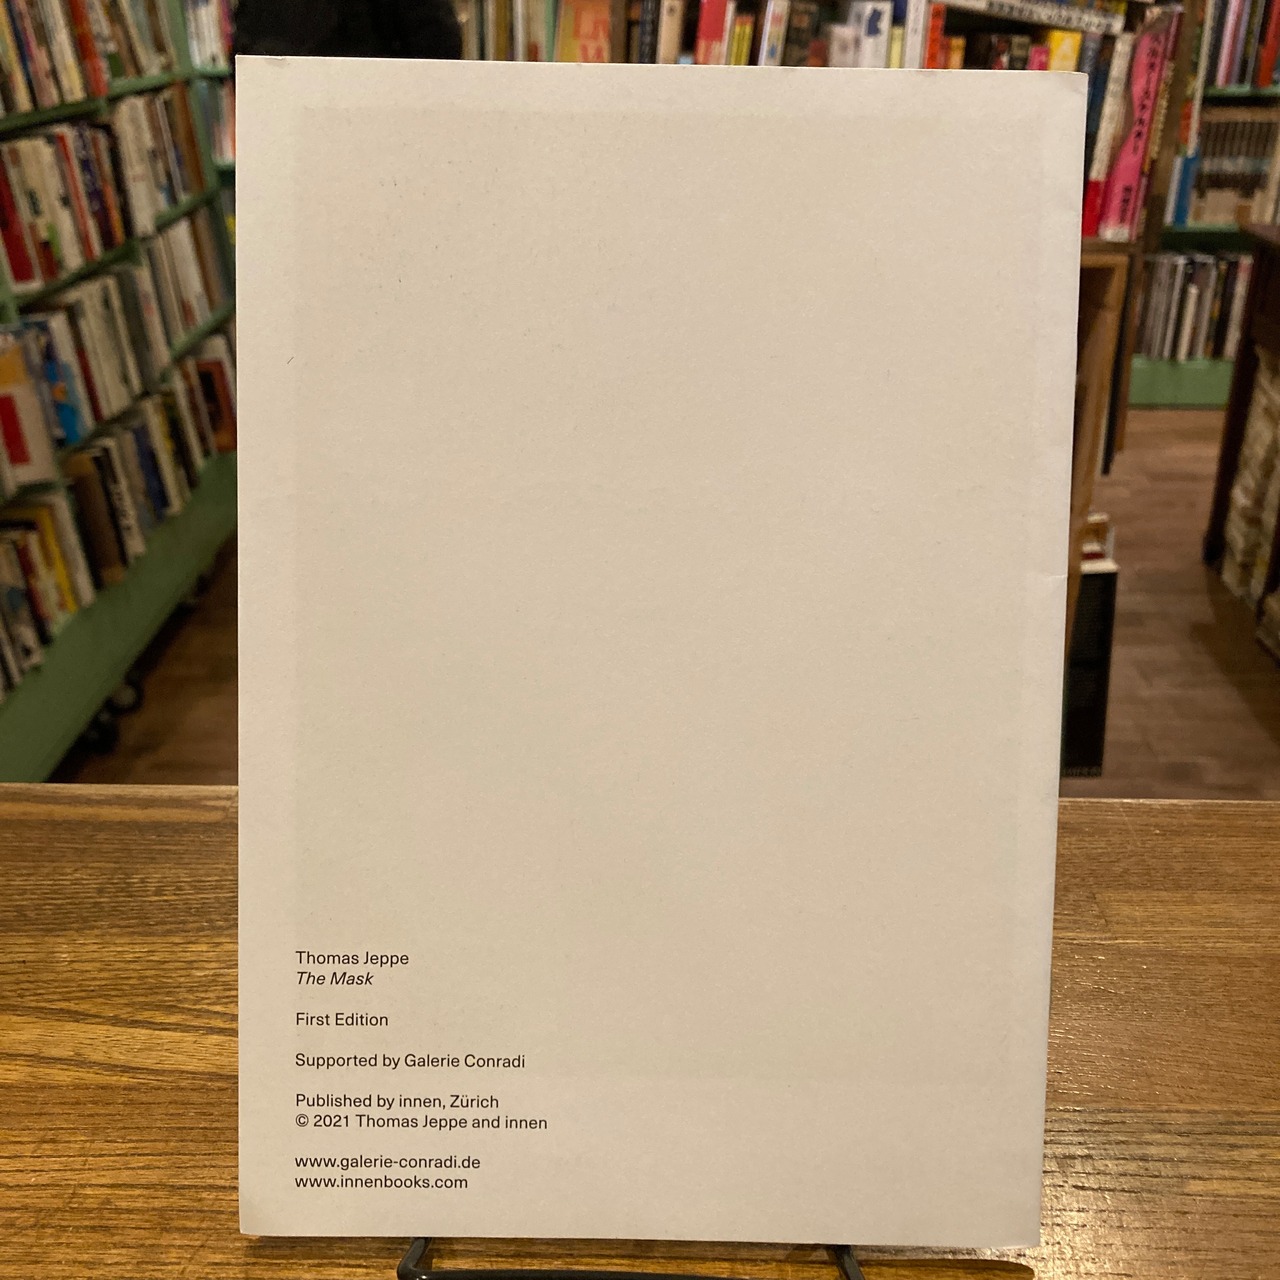 Thomas Jeppe
The Mask
First Edition
Supported by Galerie Conradi
Published by innen, Zürich
© 2021 Thomas Jeppe and innen
www.galerie-conradi.de
www.innenbooks.com